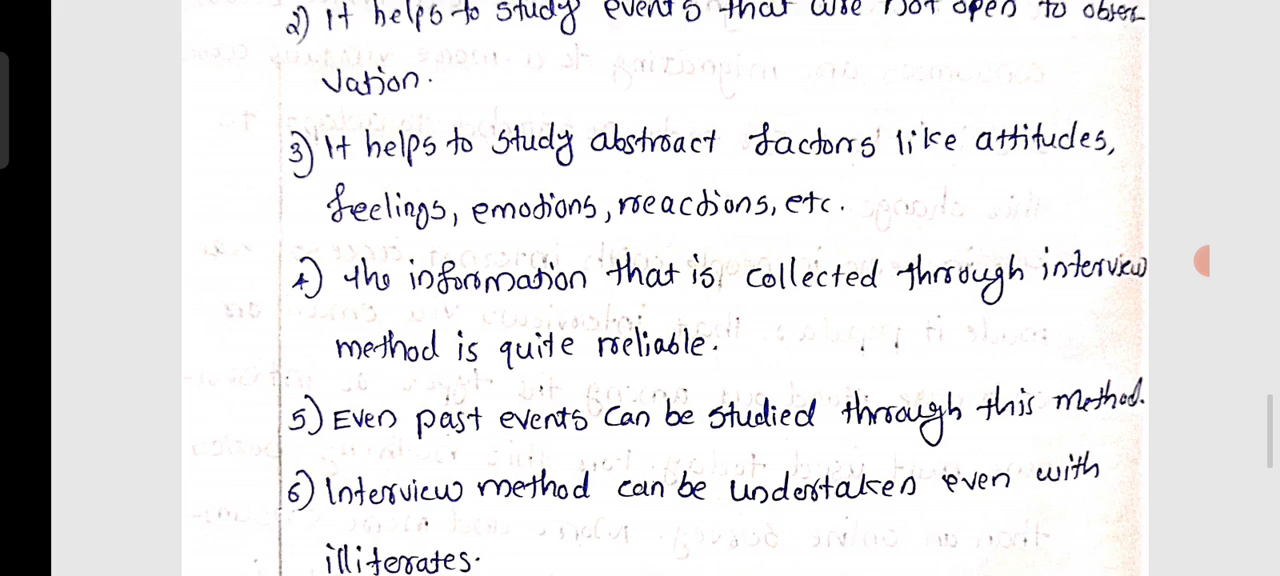 2) It helps to study events that are not open to obser-
vation.
3) It helps to study abstract factors like attitudes,
feelings, emotions, reactions, etc.
4) the information that is collected through interview
method is quite reliable.
5) Even past events can be studied through this method.
6) Interview method can be undertaken even with
illiterates.